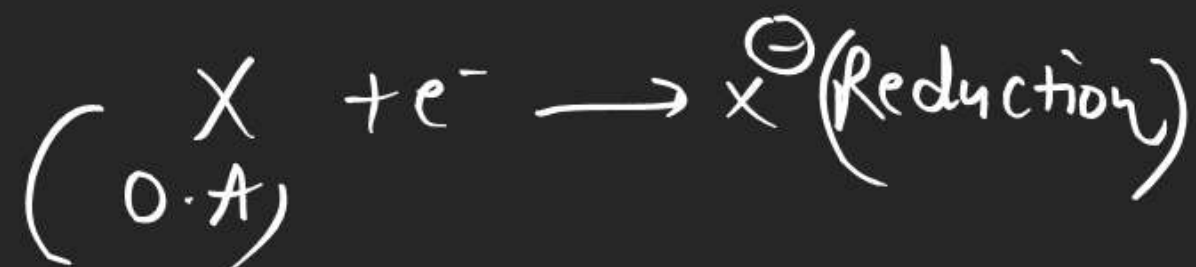 X + e⁻ ⟶ x⊖ (Reduction)
(O.A)